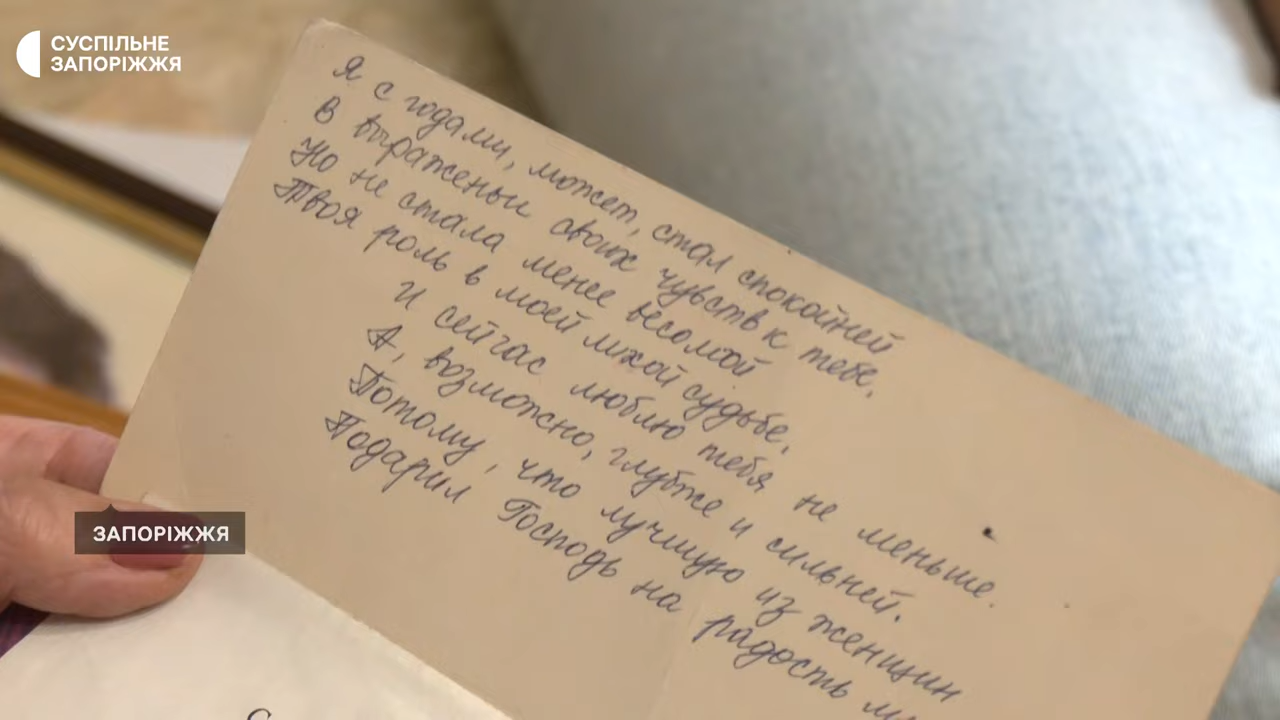 СУСПІЛЬНЕ
ЗАПОРІЖЖЯ
Я с годами, может, стал спокойней
В выраженьи своих чувств к тебе,
Но не стала менее весомой
Твоя роль в моей мужской судьбе.
И сейчас люблю тебя не меньше.
А, возможно, глубже и сильней.
Потому, что лучшую из женщин
Подарил Господь на радость
ЗАПОРІЖЖЯ